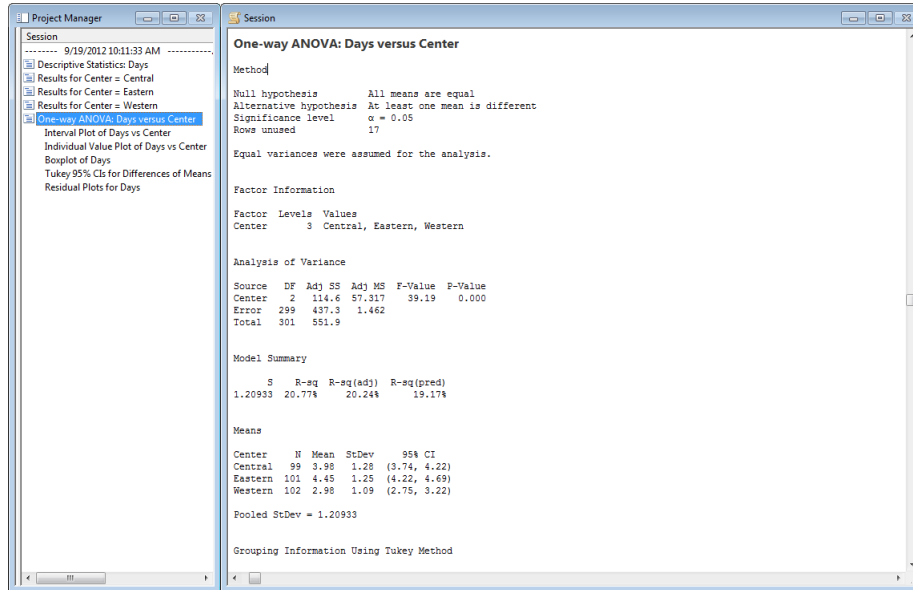 Project Manager
Session
-------- 9/19/2012 10:11:33 AM -----------.
Descriptive Statistics: Days
Results for Center = Central
Results for Center = Eastern
Results for Center = Western
One-way ANOVA: Days versus Center
Interval Plot of Days vs Center
Individual Value Plot of Days vs Center
Boxplot of Days
Tukey 95% CIs for Differences of Means
Residual Plots for Days
Session
One-way ANOVA: Days versus Center
Method
Null hypothesis All means are equal
Alternative hypothesis At least one mean is different
Significance level α = 0.05
Rows unused 17
Equal variances were assumed for the analysis.
Factor Information
Factor Levels Values
Center 3 Central, Eastern, Western
Analysis of Variance
Source DF Adj SS Adj MS F-Value P-Value
Center 2 114.6 57.317 39.19 0.000
Error 299 437.3 1.462
Total 301 551.9
Model Summary
S R-sq R-sq(adj) R-sq(pred)
1.20933 20.77% 20.24% 19.17%
Means
Center N Mean StDev 95% CI
Central 99 3.98 1.28 (3.74, 4.22)
Eastern 101 4.45 1.25 (4.22, 4.69)
Western 102 2.98 1.09 (2.75, 3.22)
Pooled StDev = 1.20933
Grouping Information Using Tukey Method